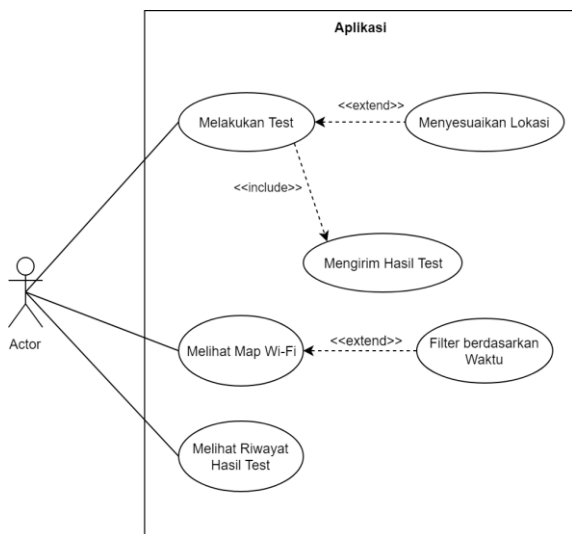 Aplikasi
Melakukan Test
<<extend>>
Menyesuaikan Lokasi
<<include>>
Mengirim Hasil Test
Actor
Melihat Map Wi-Fi
<<extend>>
Filter berdasarkan
Waktu
Melihat Riwayat
Hasil Test